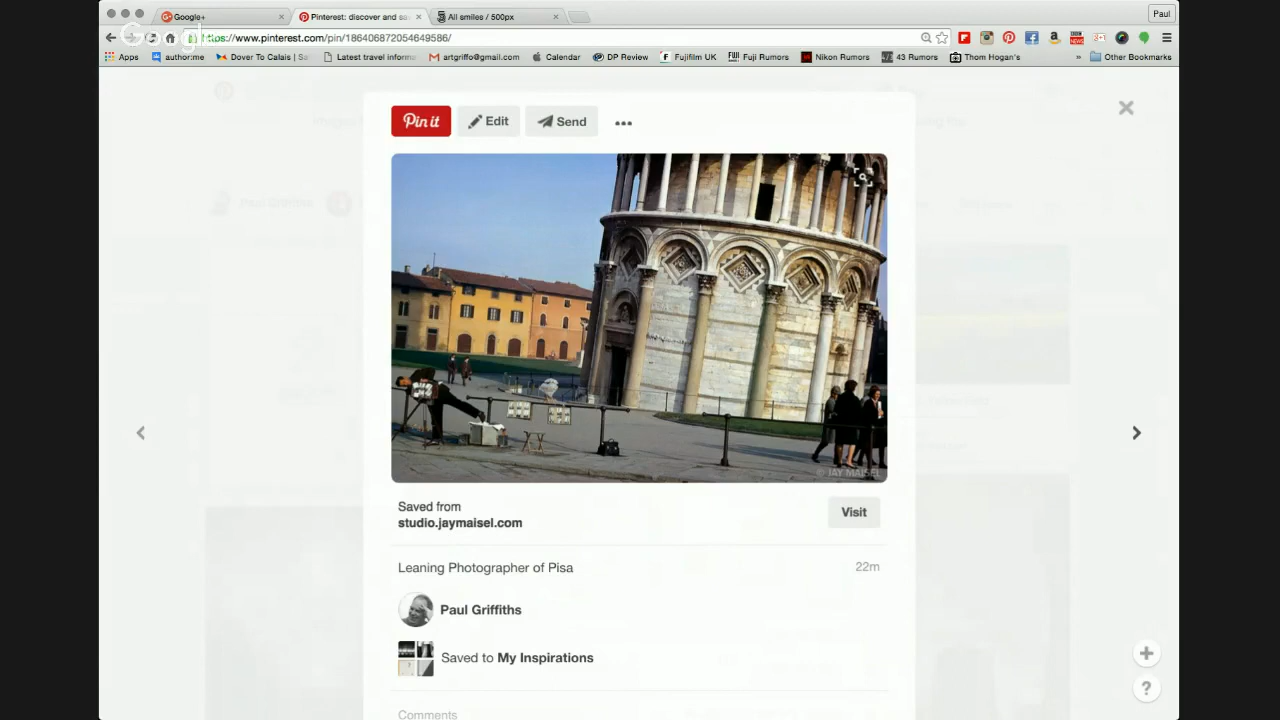 Google+
Pinterest: discover and sa
All smiles / 500px
Paul
https://www.pinterest.com/pin/186406872054649586/
Apps
author:me
Dover To Calais | Sa
Latest travel inform
artgriffo@gmail.com
Calendar
DP Review
Fujifilm UK
Fuji Rumors
Nikon Rumors
43 Rumors
Thom Hogan's
»
Other Bookmarks
Pin it
Edit
Send
Paul Griffiths
© JAY MAISEL
Saved from
studio.jaymaisel.com
Visit
Leaning Photographer of Pisa
22m
Paul Griffiths
Saved to My Inspirations
Comments